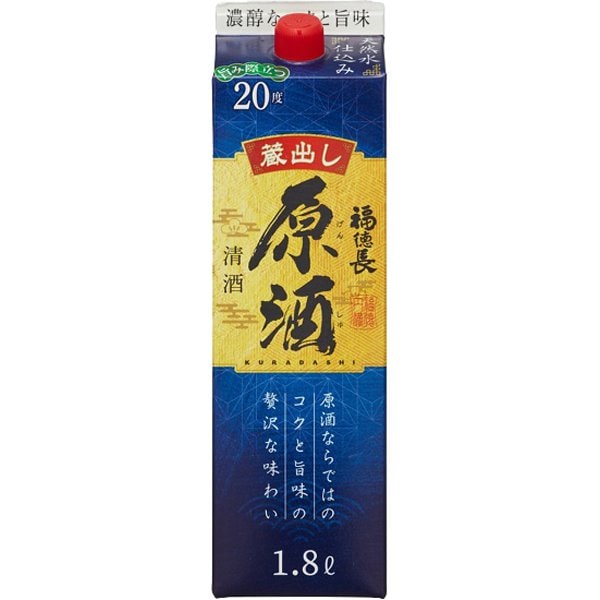 濃醇な
と旨味
天然水
仕込み
旨み際立つ
20度
蔵出し
福徳長
原酒
げんしゅ
清酒
KURADASHI
原酒ならではの
コクと旨味の
贅沢な味わい
1.8ℓ